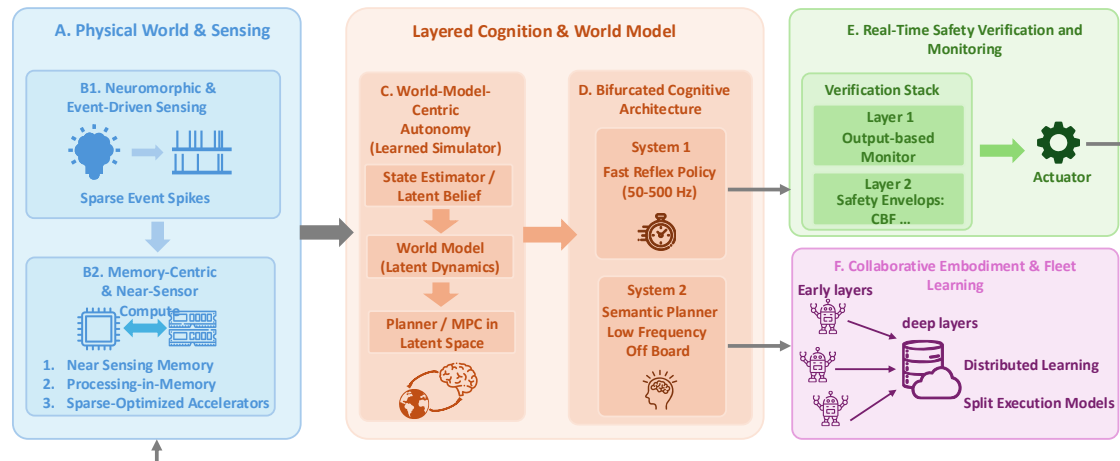 A. Physical World & Sensing
B1. Neuromorphic &
Event-Driven Sensing
Sparse Event Spikes
B2. Memory-Centric
& Near-Sensor
Compute
1. Near Sensing Memory
2. Processing-in-Memory
3. Sparse-Optimized Accelerators
Layered Cognition & World Model
C. World-Model-
Centric
Autonomy
(Learned Simulator)
State Estimator /
Latent Belief
World Model
(Latent Dynamics)
Planner / MPC in
Latent Space
D. Bifurcated Cognitive
Architecture
System 1
Fast Reflex Policy
(50-500 Hz)
System 2
Semantic Planner
Low Frequency
Off Board
E. Real-Time Safety Verification and
Monitoring
Verification Stack
Layer 1
Output-based
Monitor
Layer 2
Safety Envelops:
CBF ...
Actuator
F. Collaborative Embodiment & Fleet
Learning
Early layers
deep layers
Distributed Learning
Split Execution Models